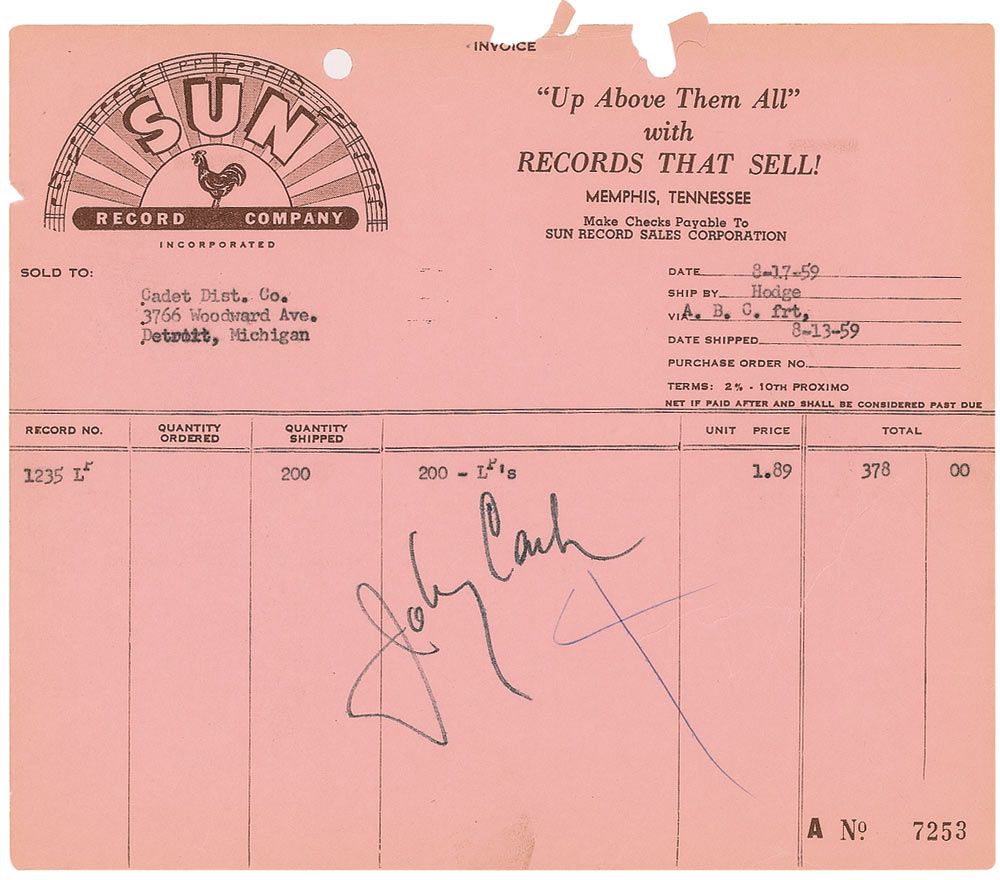 INVOICE
SUN
RECORD COMPANY
INCORPORATED
"Up Above Them All"
with
RECORDS THAT SELL!
MEMPHIS, TENNESSEE
Make Checks Payable To
SUN RECORD SALES CORPORATION
SOLD TO:
Cadet Dist. Co.
3766 Woodward Ave.
Detroit, Michigan
DATE 8-17-59
SHIP BY Hodge
VIA A. B. C. frt,
DATE SHIPPED 8-13-59
PURCHASE ORDER NO.
TERMS: 2% - 10TH PROXIMO
NET IF PAID AFTER AND SHALL BE CONSIDERED PAST DUE
RECORD NO. QUANTITY ORDERED QUANTITY SHIPPED UNIT PRICE TOTAL
1235 LP 200 200 - LP's 1.89 378 00
Johny Cash
A Nº 7253